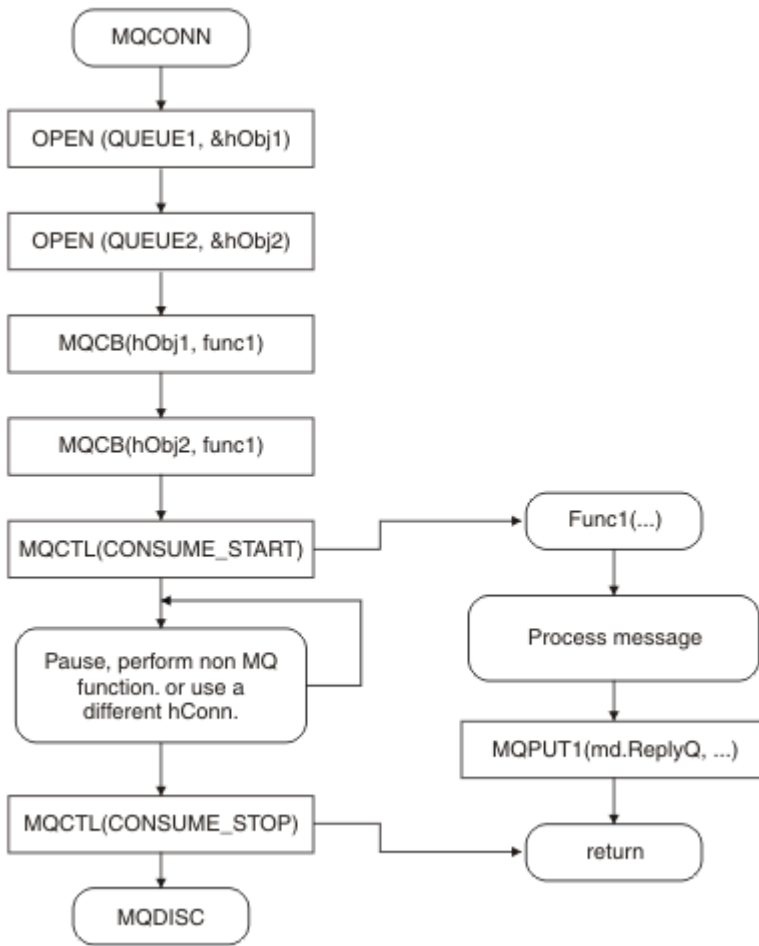 MQCONN
OPEN (QUEUE1, &hObj1)
OPEN (QUEUE2, &hObj2)
MQCB(hObj1, func1)
MQCB(hObj2, func1)
MQCTL(CONSUME_START)
Pause, perform non MQ
function. or use a
different hConn.
MQCTL(CONSUME_STOP)
MQDISC
Func1(...)
Process message
MQPUT1(md.ReplyQ, ...)
return